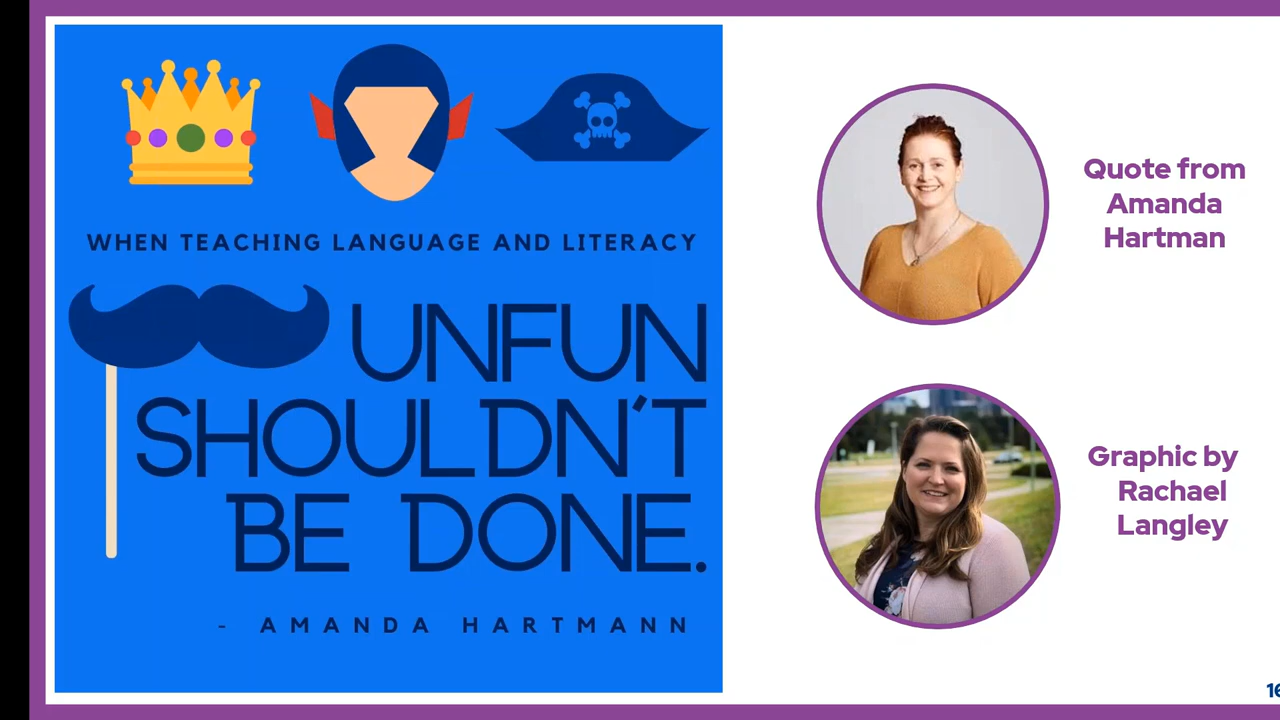 WHEN TEACHING LANGUAGE AND LITERACY
UNFUN
SHOULDN'T
BE DONE.
- AMANDA HARTMANN
Quote from
Amanda
Hartman
Graphic by
Rachael
Langley